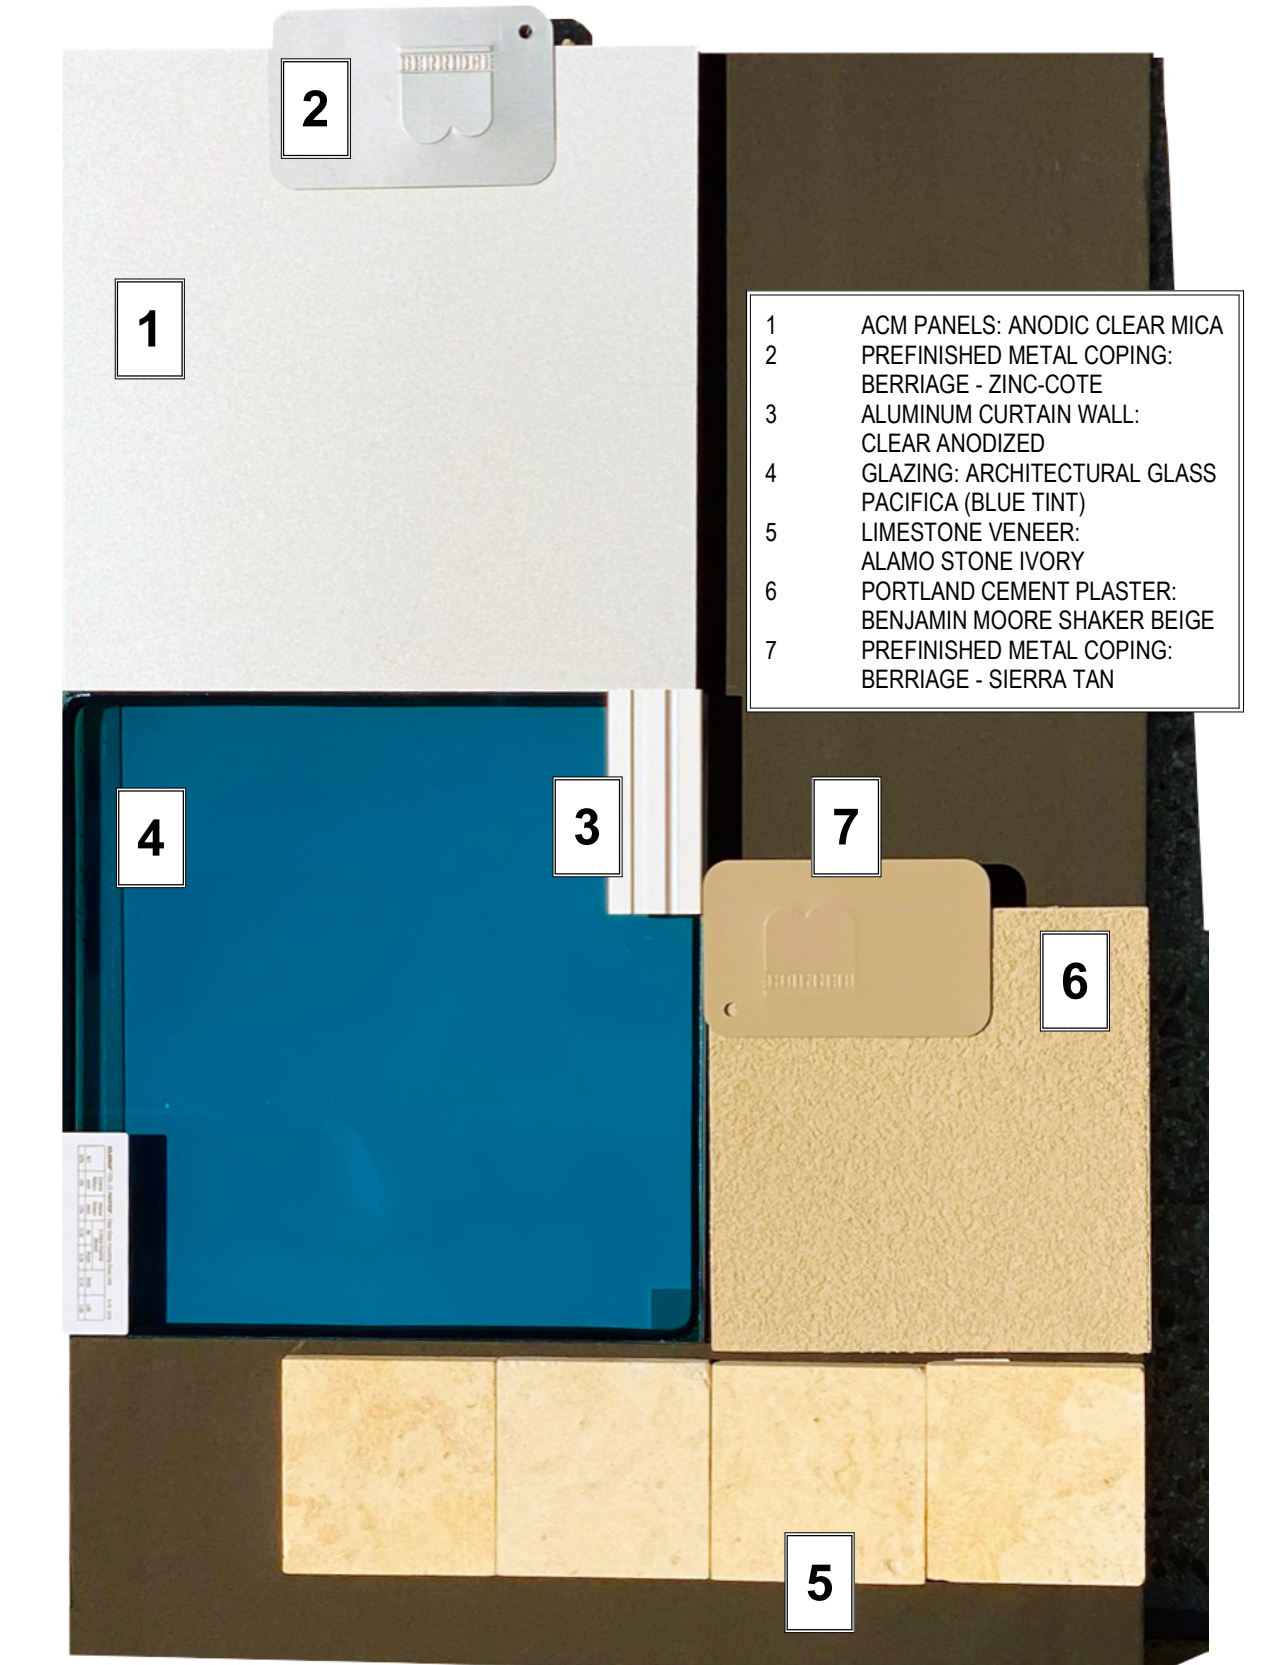 BERRIDGE
2
1
1 ACM PANELS: ANODIC CLEAR MICA
2 PREFINISHED METAL COPING:
BERRIAGE - ZINC-COTE
3 ALUMINUM CURTAIN WALL:
CLEAR ANODIZED
4 GLAZING: ARCHITECTURAL GLASS
PACIFICA (BLUE TINT)
5 LIMESTONE VENEER:
ALAMO STONE IVORY
6 PORTLAND CEMENT PLASTER:
BENJAMIN MOORE SHAKER BEIGE
7 PREFINISHED METAL COPING:
BERRIAGE - SIERRA TAN
4
3
7
6
BERRIDGE
5